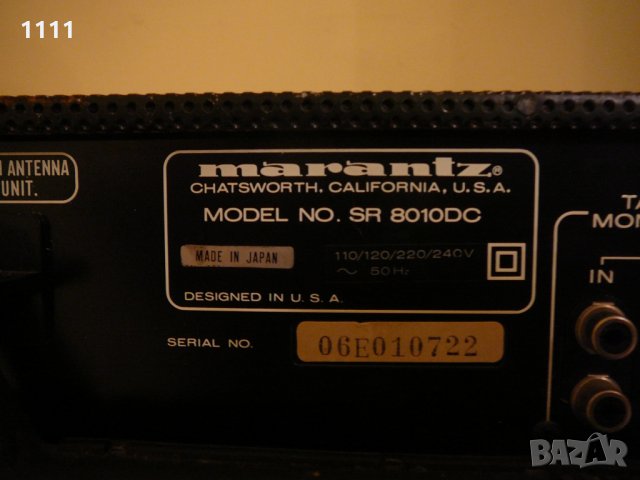 1111
ANTENNA
UNIT.
marantz®
CHATSWORTH, CALIFORNIA, U.S.A.
MODEL NO. SR 8010DC
MADE IN JAPAN
110/120/220/240V
~ 50Hz
DESIGNED IN U.S.A.
SERIAL NO. 06E010722
IN
BAZAR